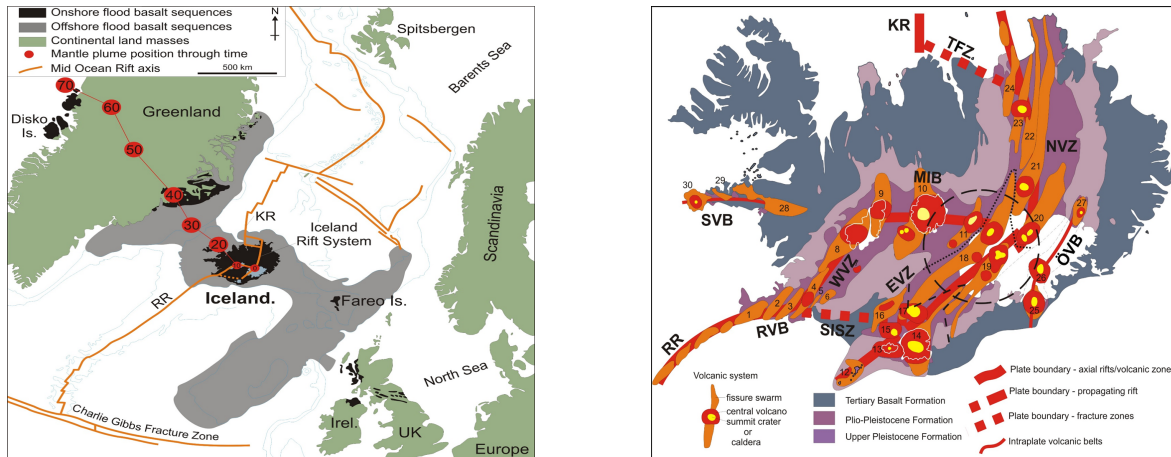 Onshore flood basalt sequences
Offshore flood basalt sequences
Continental land masses
Mantle plume position through time
Mid Ocean Rift axis
N
500 km
Spitsbergen
Barents Sea
70
60
Greenland
Disko
Is.
50
40
30
20
KR
Iceland
Rift System
Scandinavia
RR
Iceland.
Fareo Is.
North Sea
Charlie Gibbs Fracture Zone
Irel.
UK
Europe
KR
TFZ
24
23
22
NVZ
21
30
29
28
SVB
MIB
9
10
27
20
11
8
18
19
ÖVB
WVZ
EVZ
26
25
4
5
6
3
2
1
RR
RVB
SISZ
16
17
15
14
13
12
Volcanic system
fissure swarm
central volcano
summit crater
or
caldera
Tertiary Basalt Formation
Plio-Pleistocene Formation
Upper Pleistocene Formation
Plate boundary - axial rifts/volcanic zone
Plate boundary - propagating rift
Plate boundary - fracture zones
Intraplate volcanic belts